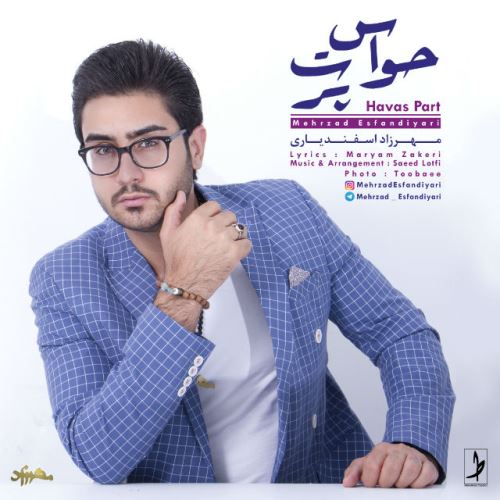 حواس پرت
Havas Part
Mehrzad Esfandiyari
مهرزاد اسفندیاری
Lyrics : Maryam Zakeri
Music & Arrangement : Saeed Lotfi
Photo : Toobaee
MehrzadEsfandiyari
Mehrzad _ Esfandiyari
مهرزاد